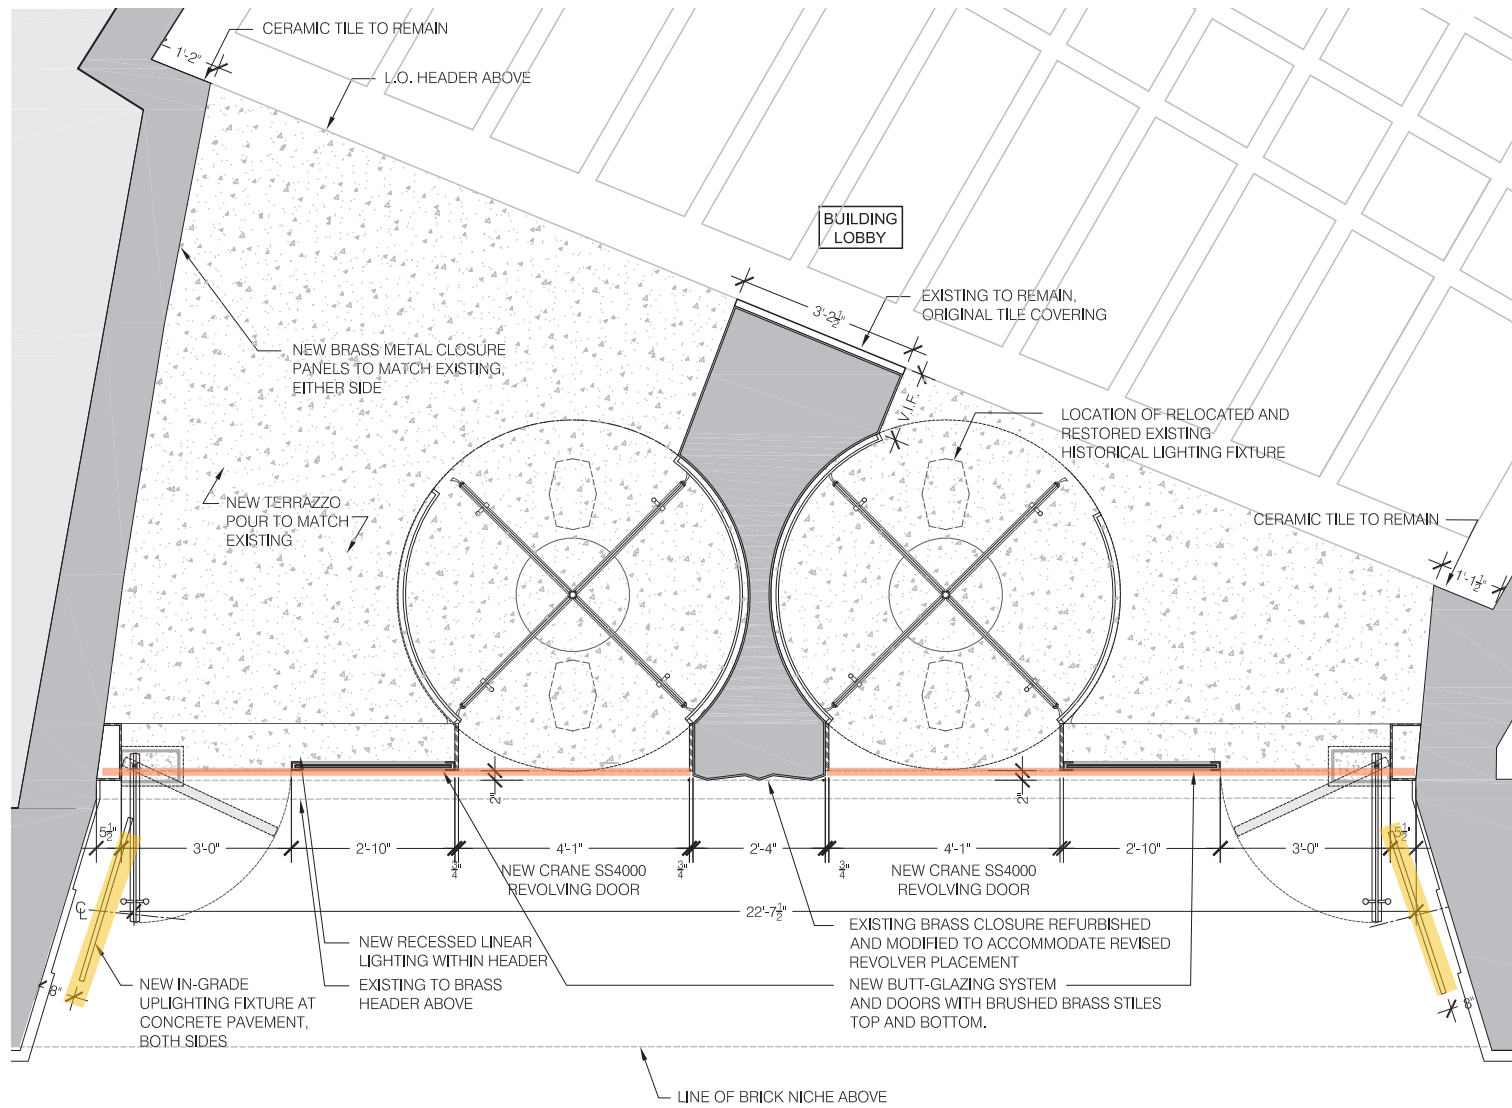 CERAMIC TILE TO REMAIN
1'-2"
L.O. HEADER ABOVE
BUILDING
LOBBY
EXISTING TO REMAIN,
ORIGINAL TILE COVERING
3'-2½"
NEW BRASS METAL CLOSURE
PANELS TO MATCH EXISTING,
EITHER SIDE
V.I.F.
LOCATION OF RELOCATED AND
RESTORED EXISTING
HISTORICAL LIGHTING FIXTURE
NEW TERRAZZO
POUR TO MATCH
EXISTING
CERAMIC TILE TO REMAIN
1'-1½"
2"
2"
5½"
3'-0"
2'-10"
¾"
4'-1"
¾"
2'-4"
¾"
4'-1"
2'-10"
3'-0"
5½"
NEW CRANE SS4000
REVOLVING DOOR
NEW CRANE SS4000
REVOLVING DOOR
CL
22'-7½"
EXISTING BRASS CLOSURE REFURBISHED
AND MODIFIED TO ACCOMMODATE REVISED
REVOLVER PLACEMENT
NEW RECESSED LINEAR
LIGHTING WITHIN HEADER
EXISTING TO BRASS
HEADER ABOVE
NEW BUTT-GLAZING SYSTEM
AND DOORS WITH BRUSHED BRASS STILES
TOP AND BOTTOM.
8"
NEW IN-GRADE
UPLIGHTING FIXTURE AT
CONCRETE PAVEMENT,
BOTH SIDES
8"
LINE OF BRICK NICHE ABOVE